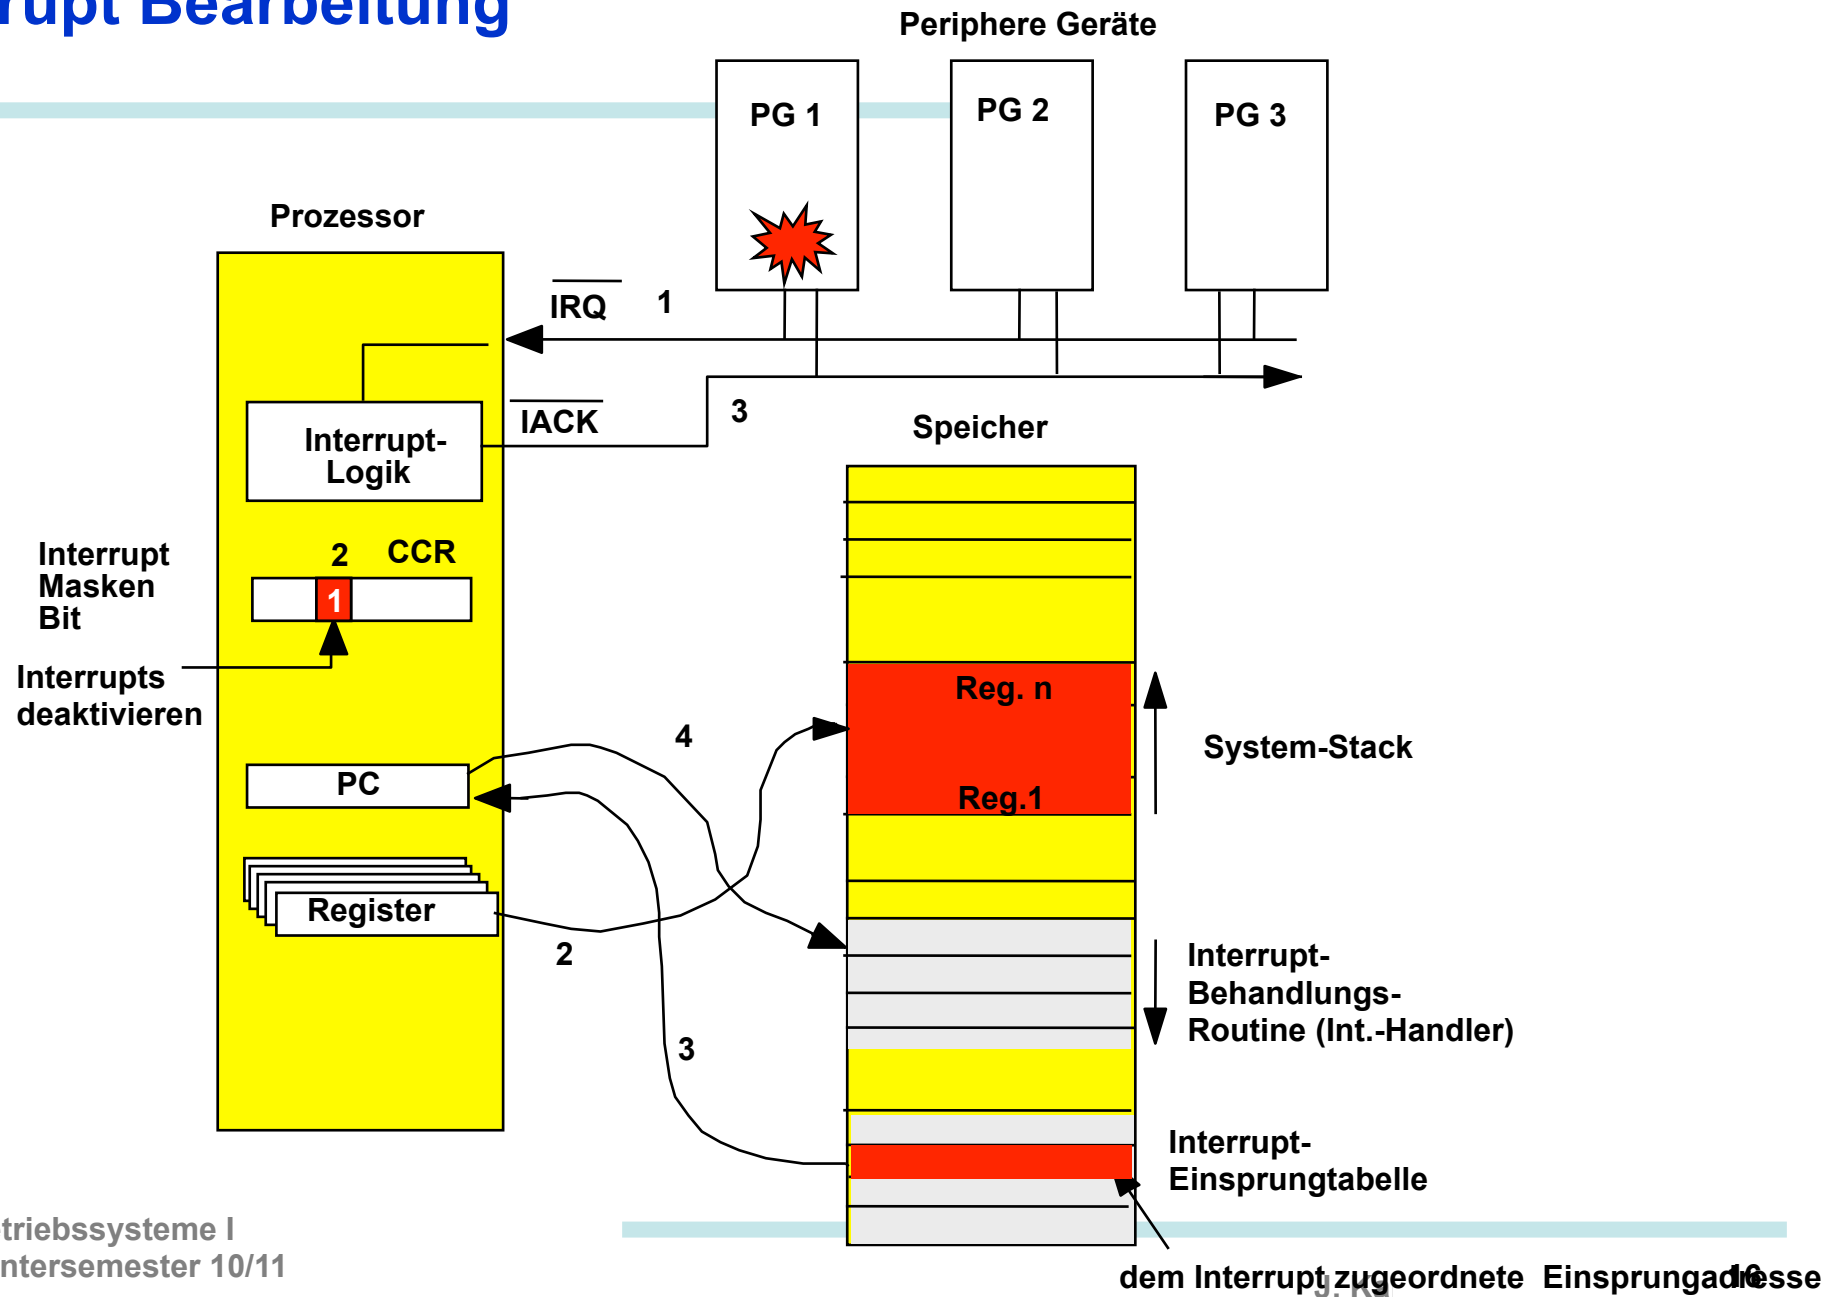 rupt Bearbeitung
Periphere Geräte
PG 1
PG 2
PG 3
Prozessor
IRQ 1
IACK
3
Interrupt-
Logik
Speicher
Interrupt
Masken
Bit
2 CCR
1
Interrupts
deaktivieren
Reg. n
4
System-Stack
PC
Reg.1
Register
2
Interrupt-
Behandlungs-
Routine (Int.-Handler)
3
Interrupt-
Einsprungtabelle
triebssysteme I
ntersemester 10/11
dem Interrupt zugeordnete Einsprungadresse
16